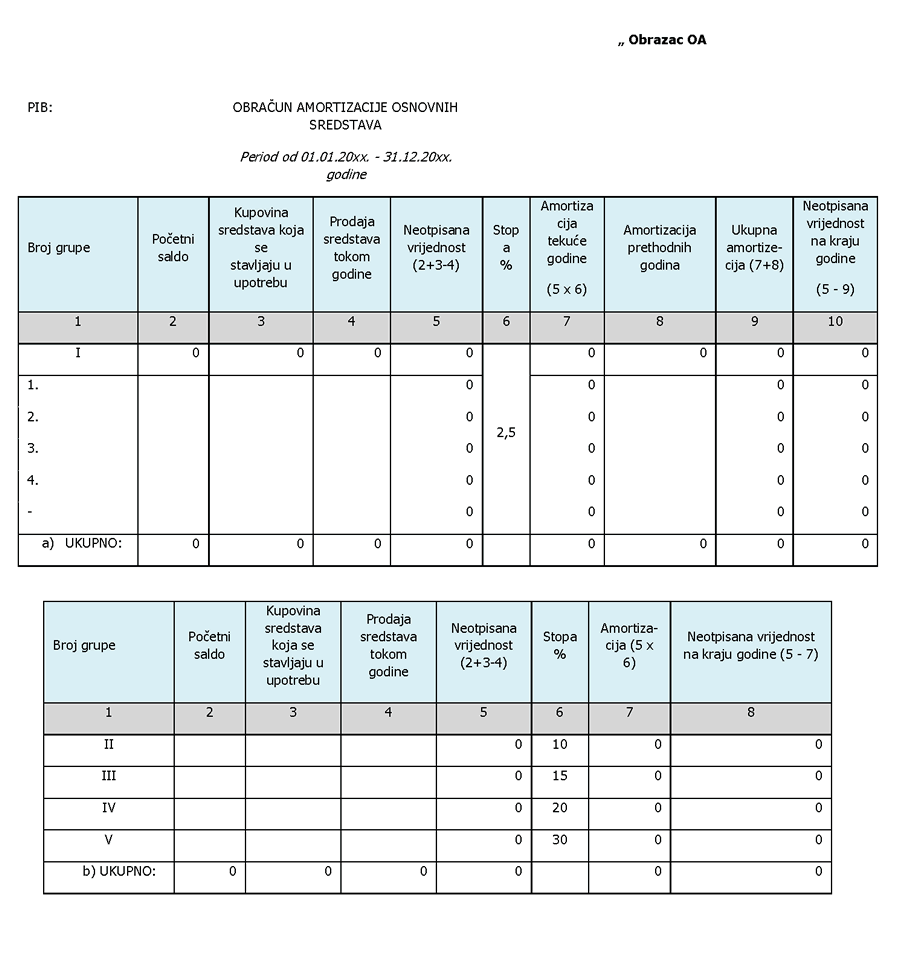 „ Obrazac OA
PIB:
OBRAČUN AMORTIZACIJE OSNOVNIH
SREDSTAVA
Period od 01.01.20xx. - 31.12.20xx.
godine
Broj grupe
Početni
saldo
Kupovina
sredstava koja
se
stavljaju u
upotrebu
Prodaja
sredstava
tokom
godine
Neotpisana
vrijednost
(2+3-4)
Stop
a
%
Amortiza
cija
tekuće
godine
(5 x 6)
Amortizacija
prethodnih
godina
Ukupna
amortize-
cija (7+8)
Neotpisana
vrijednost
na kraju
godine
(5 - 9)
1 2 3 4 5 6 7 8 9 10
I 0 0 0 0 0 0 0 0
1. 0 0 0 0
2. 0 0 0 0
2,5
3. 0 0 0 0
4. 0 0 0 0
- 0 0 0 0
a) UKUPNO: 0 0 0 0 0 0 0 0
Broj grupe
Početni
saldo
Kupovina
sredstava
koja se
stavljaju u
upotrebu
Prodaja
sredstava
tokom
godine
Neotpisana
vrijednost
(2+3-4)
Stopa
%
Amortiza-
cija (5 x
6)
Neotpisana vrijednost
na kraju godine (5 - 7)
1 2 3 4 5 6 7 8
II 0 10 0 0
III 0 15 0 0
IV 0 20 0 0
V 0 30 0 0
b) UKUPNO: 0 0 0 0 0 0